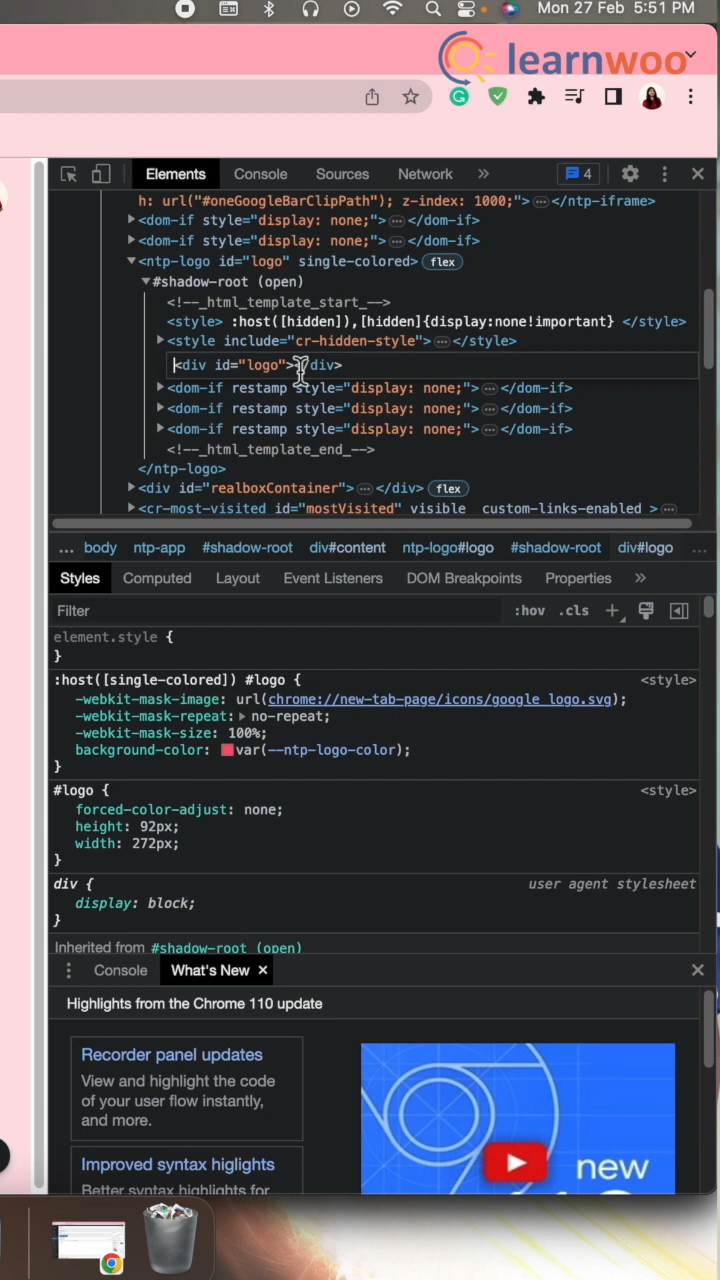 Mon 27 Feb 5:51 PM
learnwoo
Elements Console Sources Network » 4
h: url("#oneGoogleBarClipPath"); z-index: 1000;">…</ntp-iframe>
<dom-if style="display: none;">…</dom-if>
<dom-if style="display: none;">…</dom-if>
<ntp-logo id="logo" single-colored> flex
#shadow-root (open)
<!--_html_template_start_-->
<style> :host([hidden]),[hidden]{display:none!important} </style>
<style include="cr-hidden-style">…</style>
<div id="logo"></div>
<dom-if restamp style="display: none;">…</dom-if>
<dom-if restamp style="display: none;">…</dom-if>
<dom-if restamp style="display: none;">…</dom-if>
<!--_html_template_end_-->
</ntp-logo>
<div id="realboxContainer">…</div> flex
<cr-most-visited id="mostVisited" visible custom-links-enabled >…
… body ntp-app #shadow-root div#content ntp-logo#logo #shadow-root div#logo …
Styles Computed Layout Event Listeners DOM Breakpoints Properties »
Filter :hov .cls +
element.style {
}
:host([single-colored]) #logo { <style>
-webkit-mask-image: url(chrome://new-tab-page/icons/google_logo.svg);
-webkit-mask-repeat: no-repeat;
-webkit-mask-size: 100%;
background-color: var(--ntp-logo-color);
}
#logo { <style>
forced-color-adjust: none;
height: 92px;
width: 272px;
}
div { user agent stylesheet
display: block;
}
Inherited from #shadow-root (open)
Console What's New ×
Highlights from the Chrome 110 update
Recorder panel updates
View and highlight the code
of your user flow instantly,
and more.
Improved syntax higlights
Better syntax highlights for
new